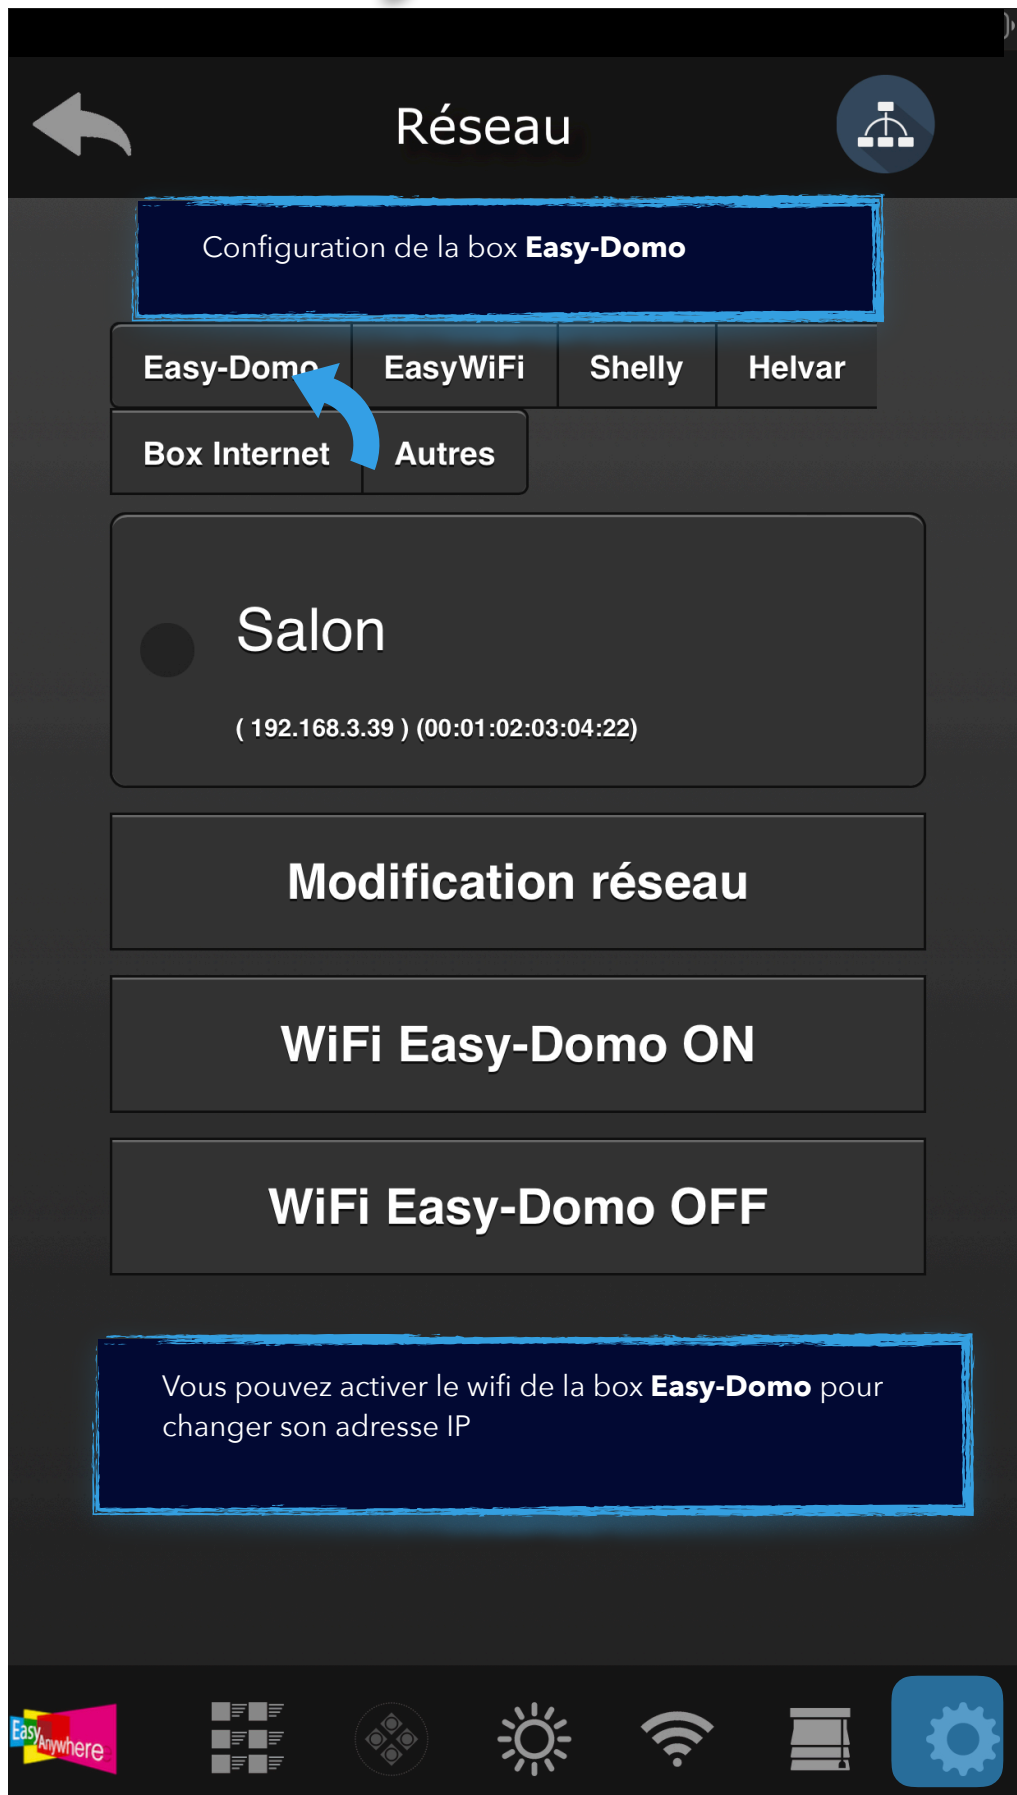 Réseau
Configuration de la box Easy-Domo
Easy-Domo EasyWiFi Shelly Helvar
Box Internet Autres
Salon
( 192.168.3.39 ) (00:01:02:03:04:22)
Modification réseau
WiFi Easy-Domo ON
WiFi Easy-Domo OFF
Vous pouvez activer le wifi de la box Easy-Domo pour
changer son adresse IP
Easy
Anywhere